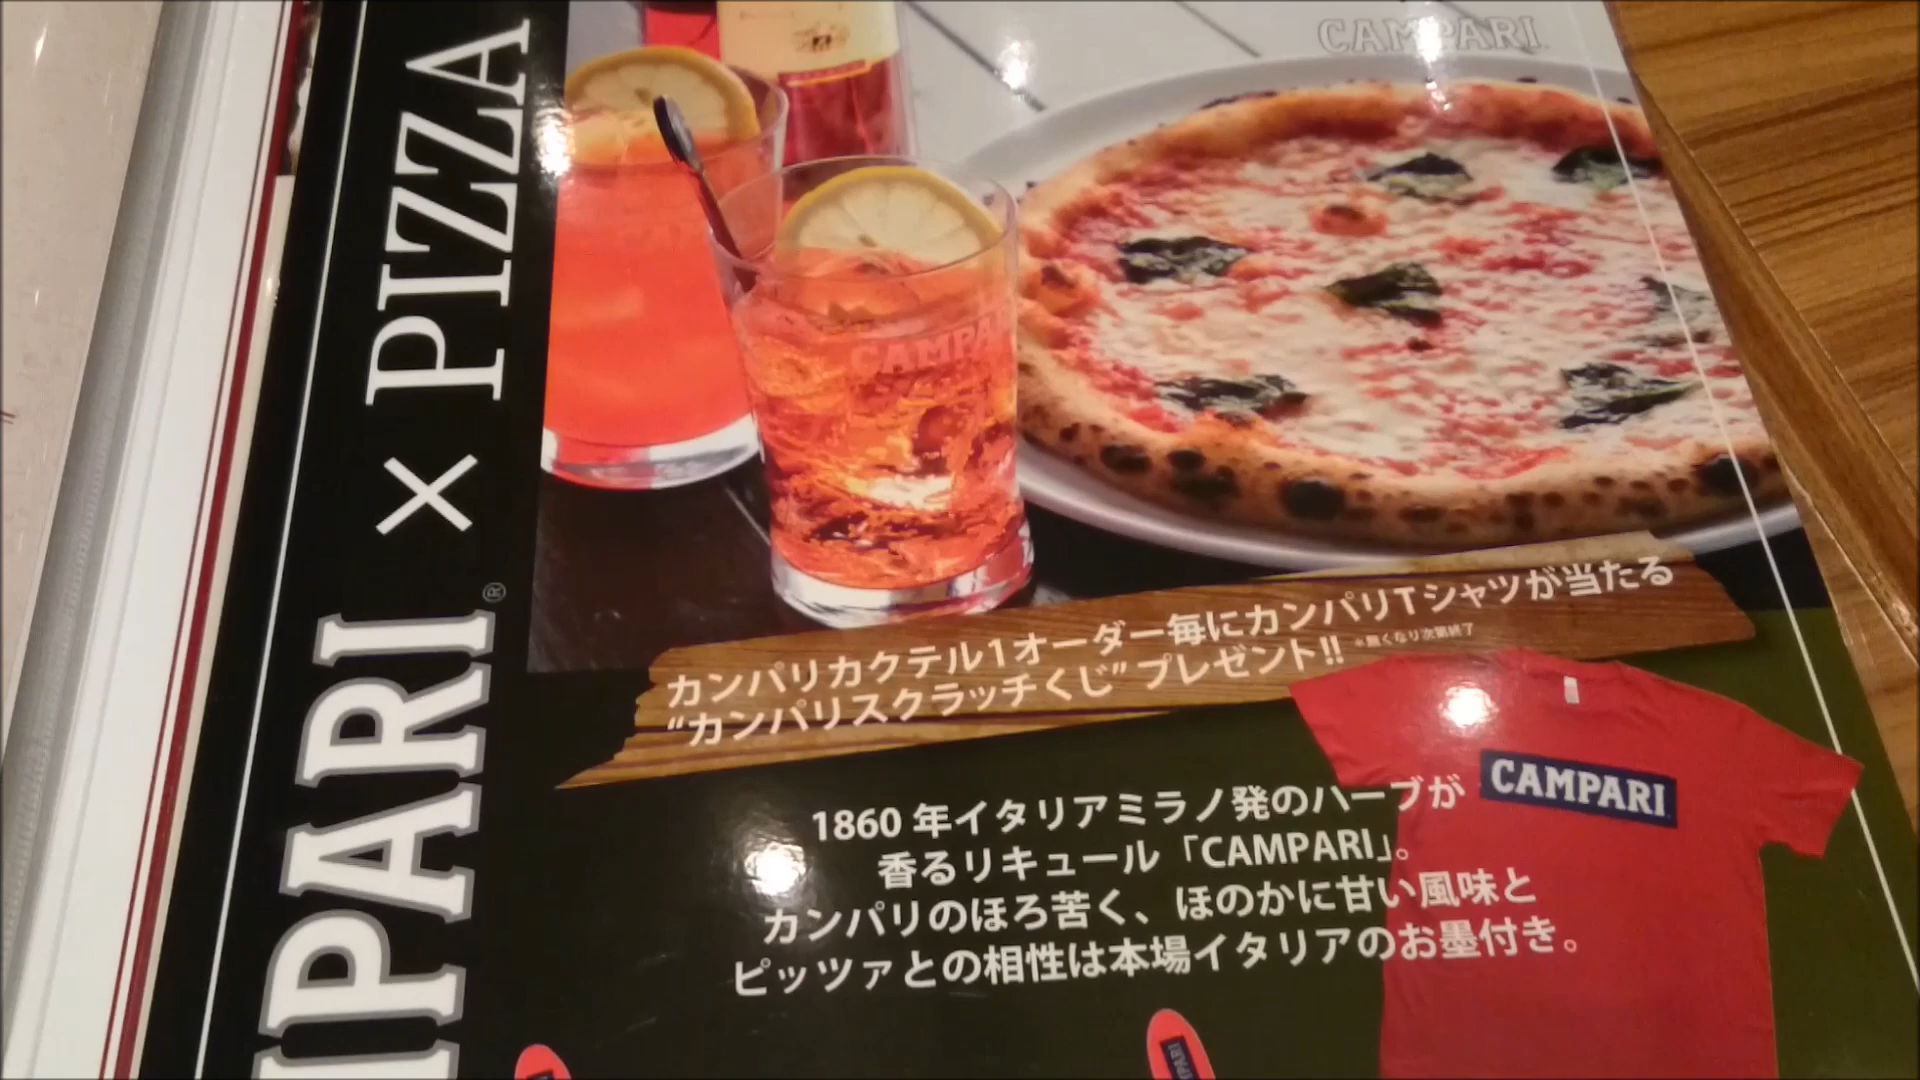 CAMPARI
PARI® × PIZZA
CAMPA
カンパリカクテル1オーダー毎にカンパリTシャツが当たる
“カンパリスクラッチくじ”プレゼント!! *無くなり次第終了
1860年イタリアミラノ発のハーブが
香るリキュール「CAMPARI」。
カンパリのほろ苦く、ほのかに甘い風味と
ピッツァとの相性は本場イタリアのお墨付き。
CAMPARI
PARI